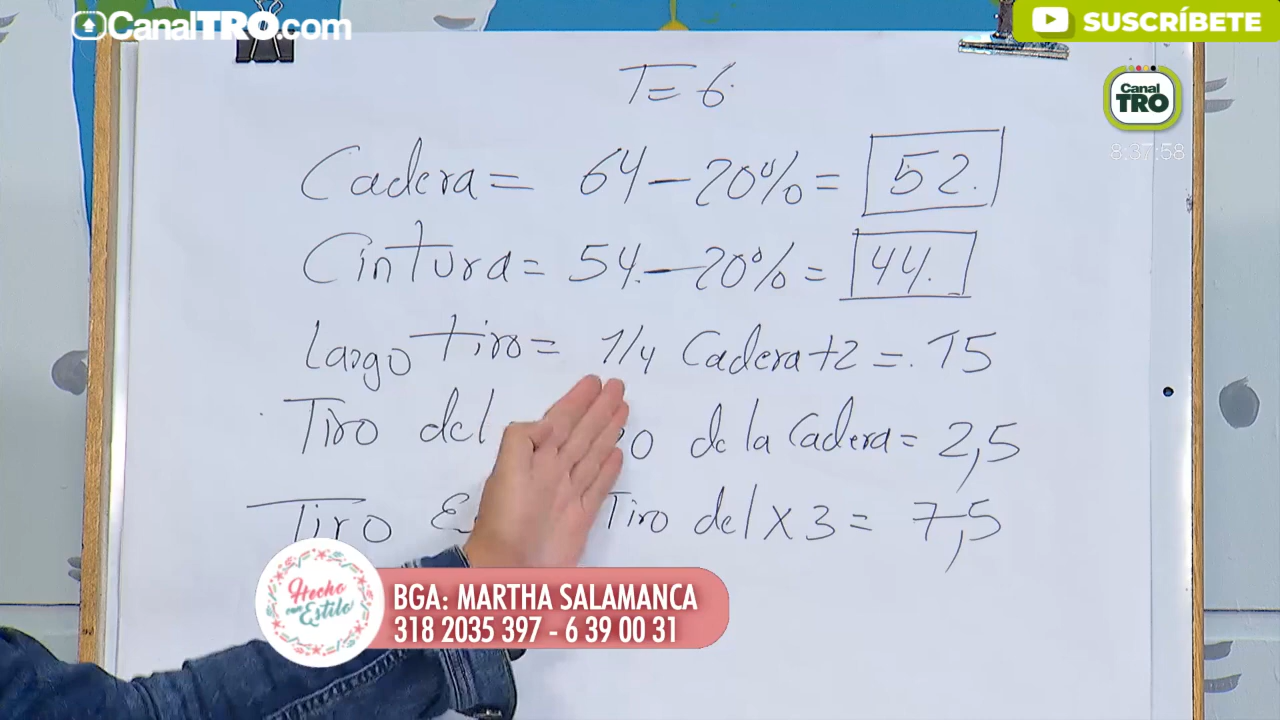 CanalTRO.com
SUSCRÍBETE
Canal
TRO
8:37:58
T=6.
Cadera= 64-20%= 52.
Cintura= 54.-20%= 44.
Largo Tiro= 1/4 Cadera+2=.15
Tiro del de la Cadera= 2,5
Tiro Tiro del X3= 7,5
Hecho
con
Estilo
BGA: MARTHA SALAMANCA
318 2035 397 - 6 39 00 31